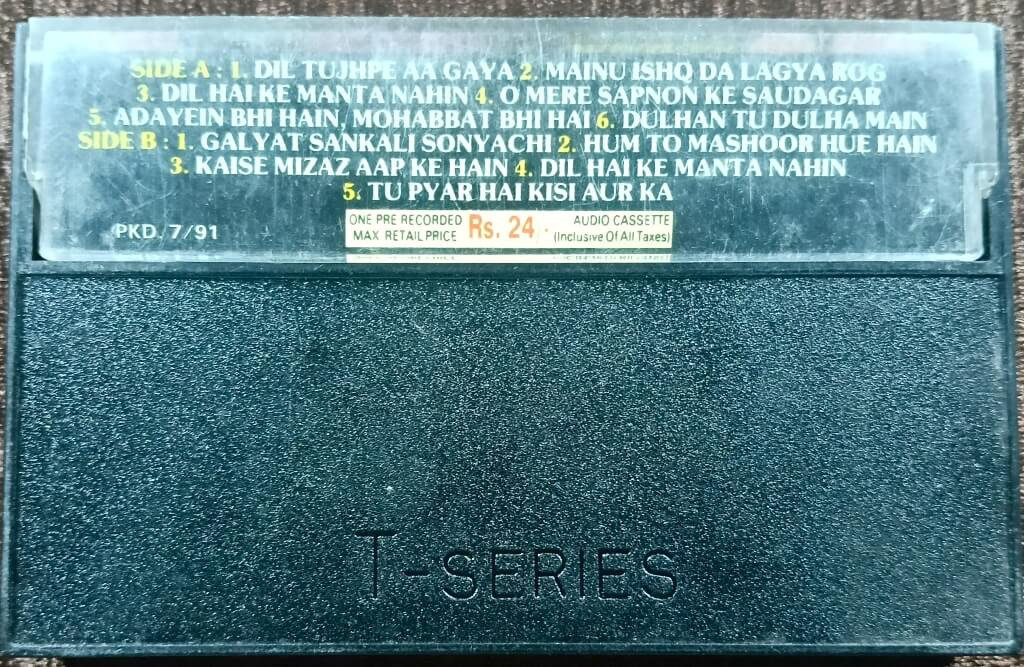 SIDE A : 1. DIL TUJHPE AA GAYA 2. MAINU ISHQ DA LAGYA ROG
3. DIL HAI KE MANTA NAHIN 4. O MERE SAPNON KE SAUDAGAR
5. ADAYEIN BHI HAIN, MOHABBAT BHI HAI 6. DULHAN TU DULHA MAIN
SIDE B : 1. GALYAT SANKALI SONYACHI 2. HUM TO MASHOOR HUE HAIN
3. KAISE MIZAZ AAP KE HAIN 4. DIL HAI KE MANTA NAHIN
5. TU PYAR HAI KISI AUR KA
PKD. 7/91
ONE PRE RECORDED
MAX RETAIL PRICE
Rs. 24.
AUDIO CASSETTE
(Inclusive Of All Taxes)
T-SERIES